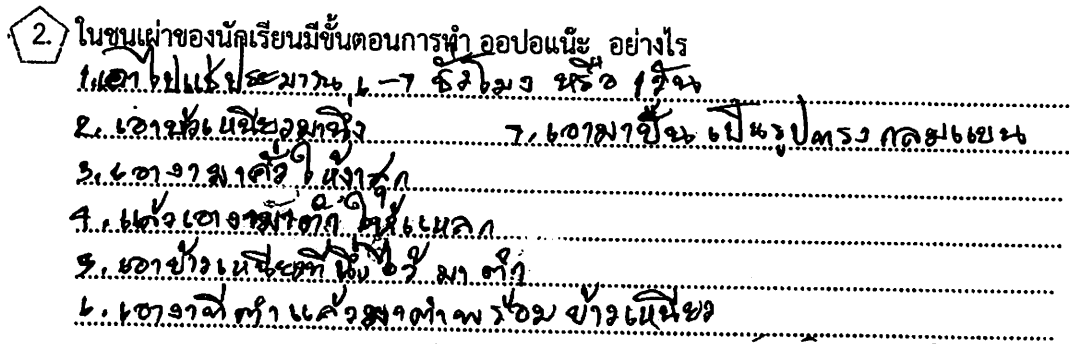 2. ในชนเผ่าของนักเรียนมีขั้นตอนการทำ ออปอแน๊ะ อย่างไร
1. เอาไปแช่ประมาณ 6-7 ชั่วโมง หรือ 1 วัน
2. เอาข้าวเหนียวมานึ่ง
3. เอางามาคั่วให้งาสุก
4. แล้วเอางามาตำให้แหลก
5. เอาข้าวเหนียวที่นึ่งไว้มาตำ
6. เอางาที่ตำแล้วมาตำพร้อมข้าวเหนียว
7. เอามาปั้นเป็นรูปทรงกลมแบน